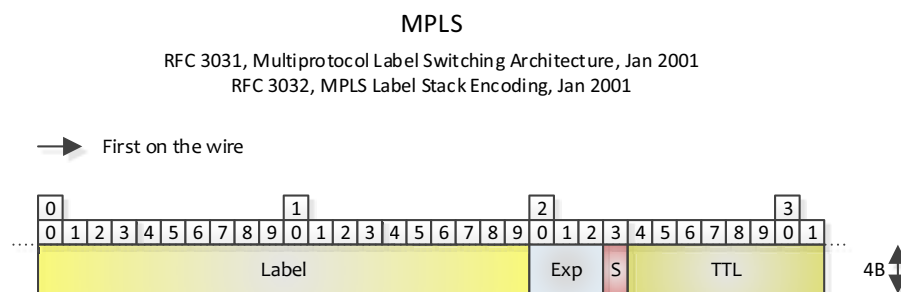 MPLS
RFC 3031, Multiprotocol Label Switching Architecture, Jan 2001
RFC 3032, MPLS Label Stack Encoding, Jan 2001
First on the wire
0 1 2 3
0 1 2 3 4 5 6 7 8 9 0 1 2 3 4 5 6 7 8 9 0 1 2 3 4 5 6 7 8 9 0 1
Label Exp S TTL 4B